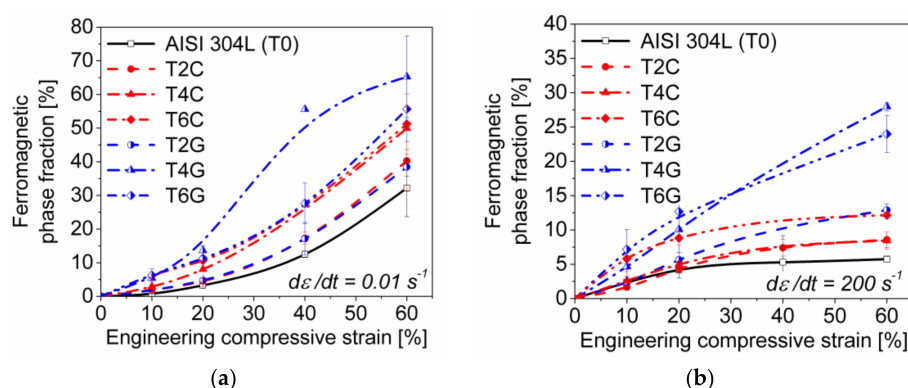 80
70
60
50
40
30
20
10
0
Ferromagnetic
phase fraction [%]
AISI 304L (T0)
T2C
T4C
T6C
T2G
T4G
T6G
dε/dt = 0.01 s⁻¹
0 10 20 30 40 50 60
Engineering compressive strain [%]
(a)
40
35
30
25
20
15
10
5
0
Ferromagnetic
phase fraction [%]
AISI 304L (T0)
T2C
T4C
T6C
T2G
T4G
T6G
dε/dt = 200 s⁻¹
0 10 20 30 40 50 60
Engineering compressive strain [%]
(b)